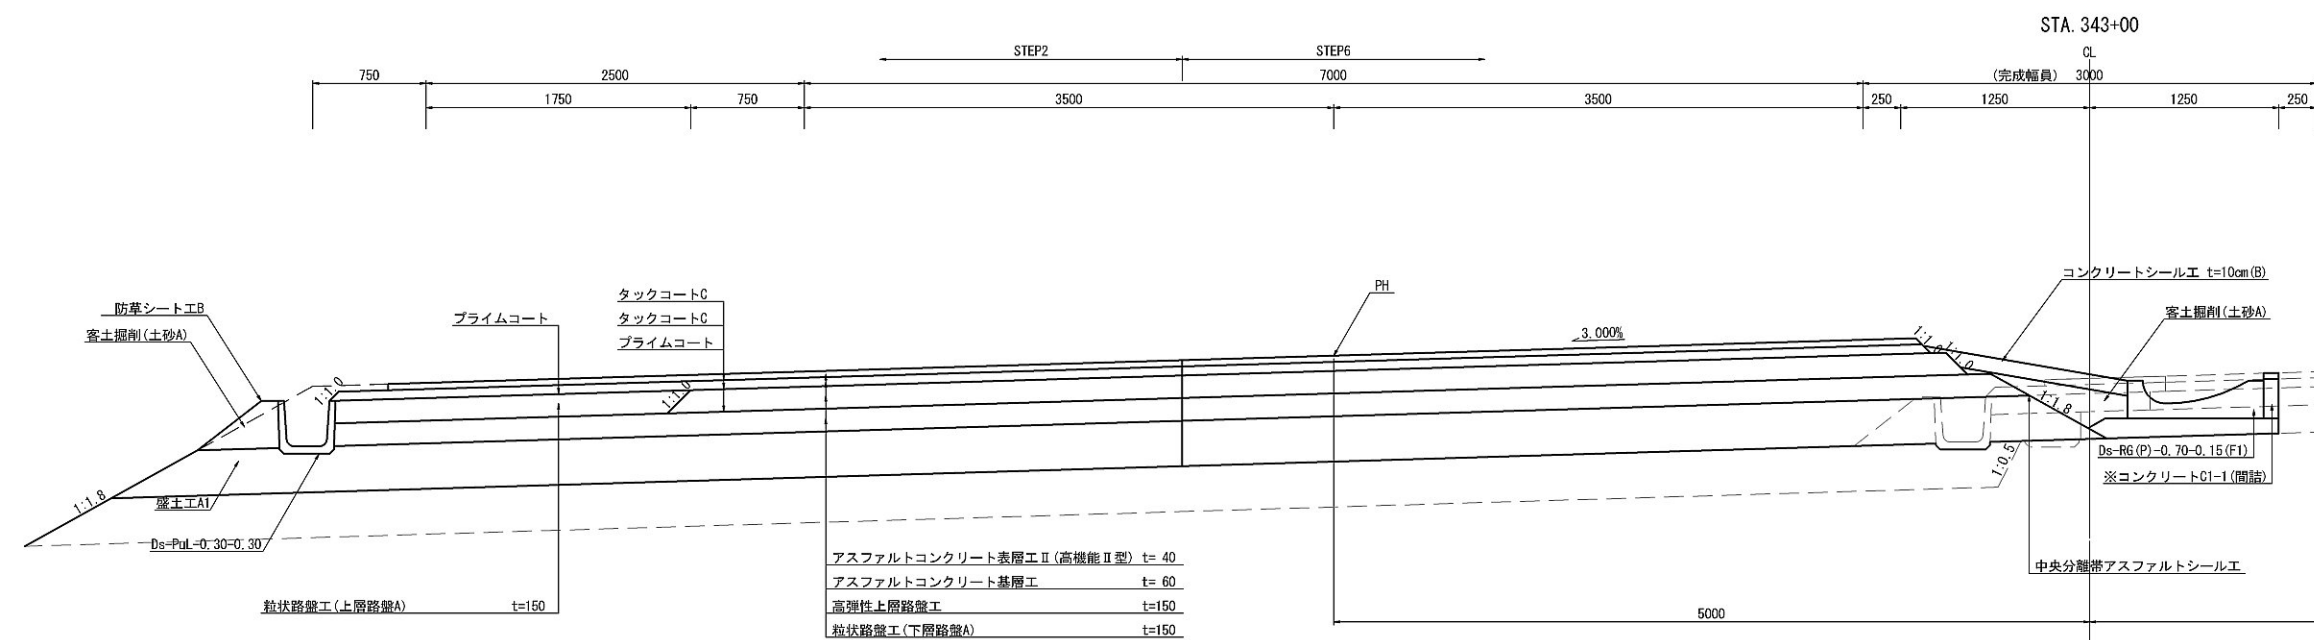 STA. 343+00
CL
STEP2
STEP6
750
2500
7000
(完成幅員) 3000
1750
750
3500
3500
250
1250
1250
250
コンクリートシール工 t=10cm(B)
PH
タックコートC
防草シート工B
プライムコート
タックコートC
客土掘削(土砂A)
客土掘削(土砂A)
プライムコート
3.000%
1:1.0
1:1.0
1:1.0
1:1.0
1:1.8
1:1.8
1:0.5
Ds-RG(P)-0.70-0.15(F1)
※コンクリートC1-1(間詰)
盛土工A1
Ds-PuL-0.30-0.30
アスファルトコンクリート表層工Ⅱ(高機能Ⅱ型) t= 40
中央分離帯アスファルトシール工
アスファルトコンクリート基層工 t= 60
粒状路盤工(上層路盤A) t=150
高弾性上層路盤工 t=150
5000
粒状路盤工(下層路盤A) t=150